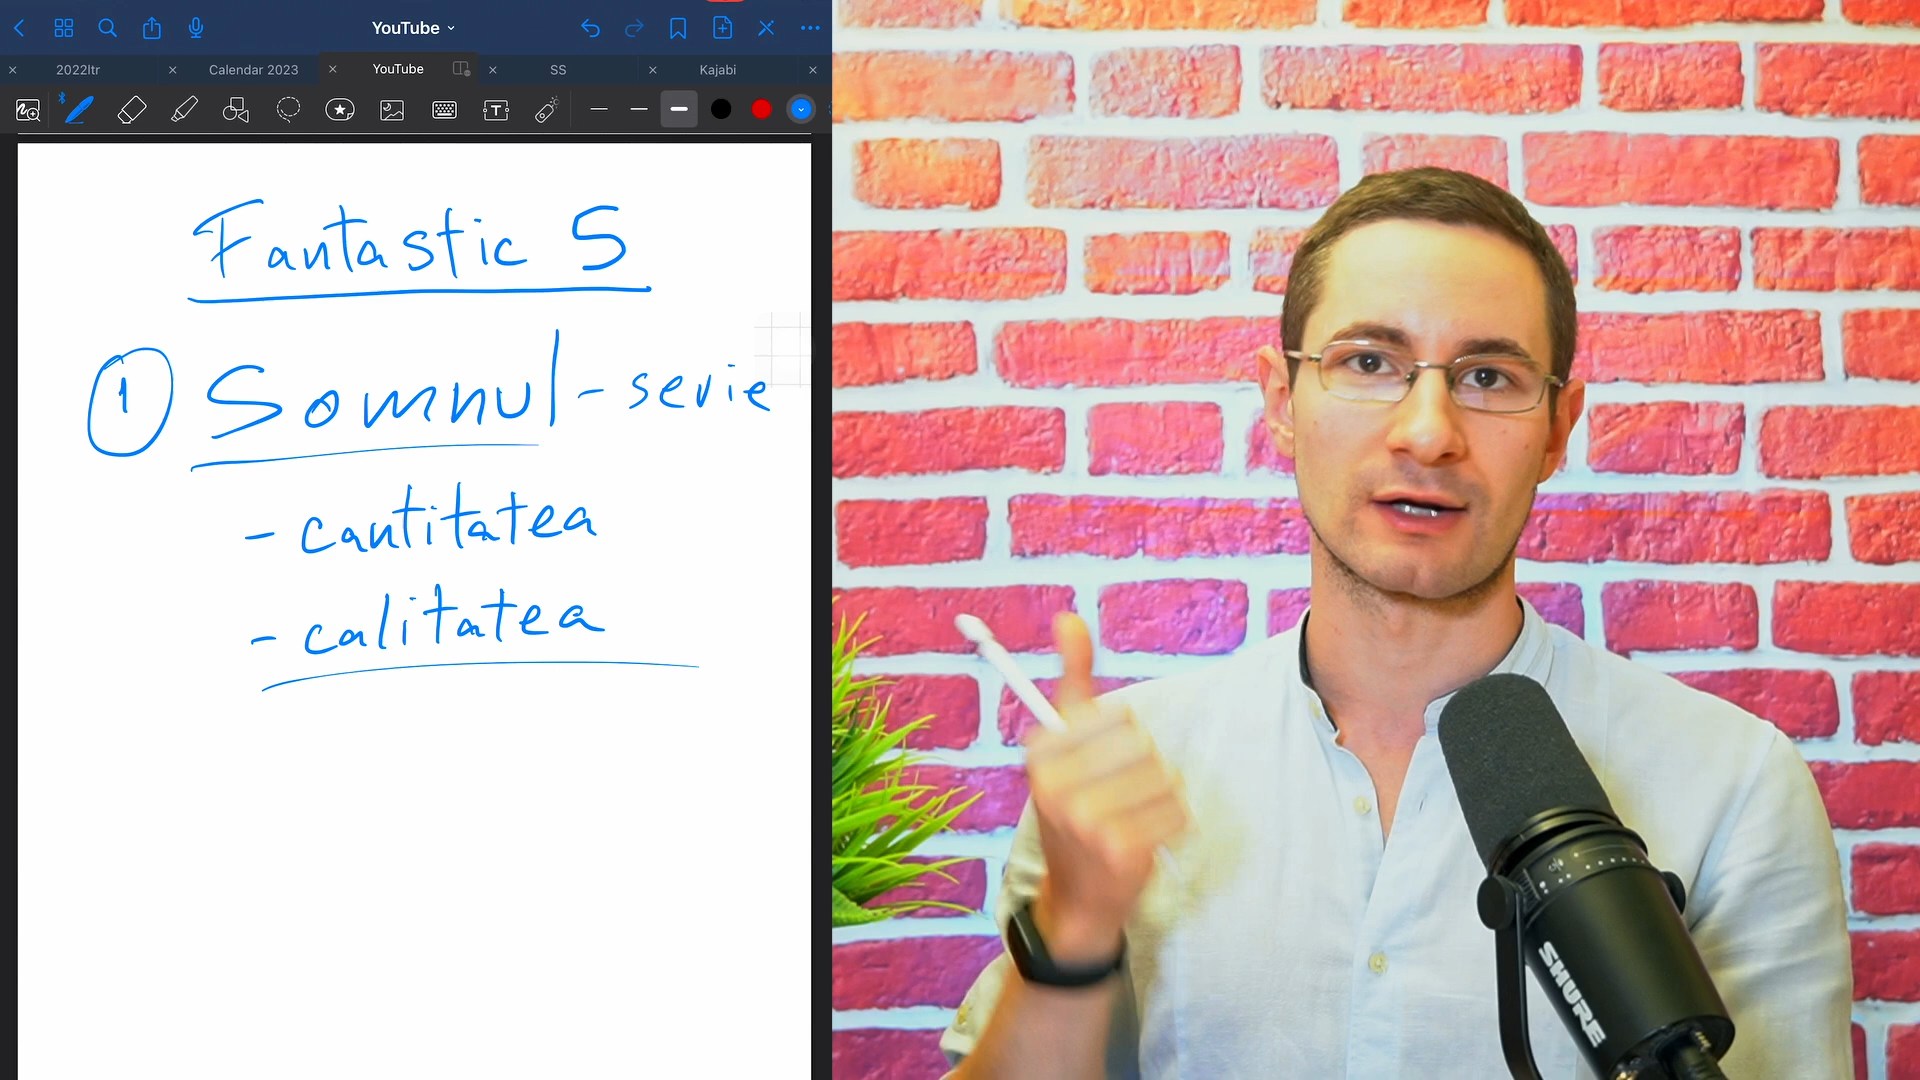 YouTube
2022ltr
Calendar 2023
YouTube
SS
Kajabi
T
Fantastic 5
1 Somnul - serie
- cantitatea
- calitatea
SHURE